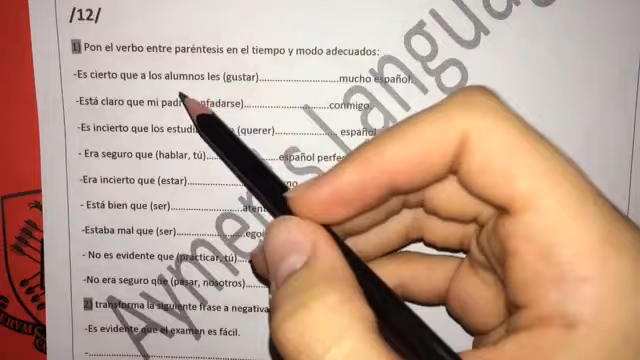 /12/
1) Pon el verbo entre paréntesis en el tiempo y modo adecuados:
-Es cierto que a los alumnos les (gustar)..............................mucho español..
-Está claro que mi padre (enfadarse)................................conmigo.
-Es incierto que los (querer)....................... español
- Era seguro que (hablar, tú)...........................español
-Era incierto que (estar)
- Está bien que (ser)...........................
-Estaba mal que (ser)...........................
- No es evidente que (practicar, tú)
-No era seguro que (pasar, nosotros)
2) transforma la siguiente frase a negativa
-Es evidente que el examen es fácil.
-